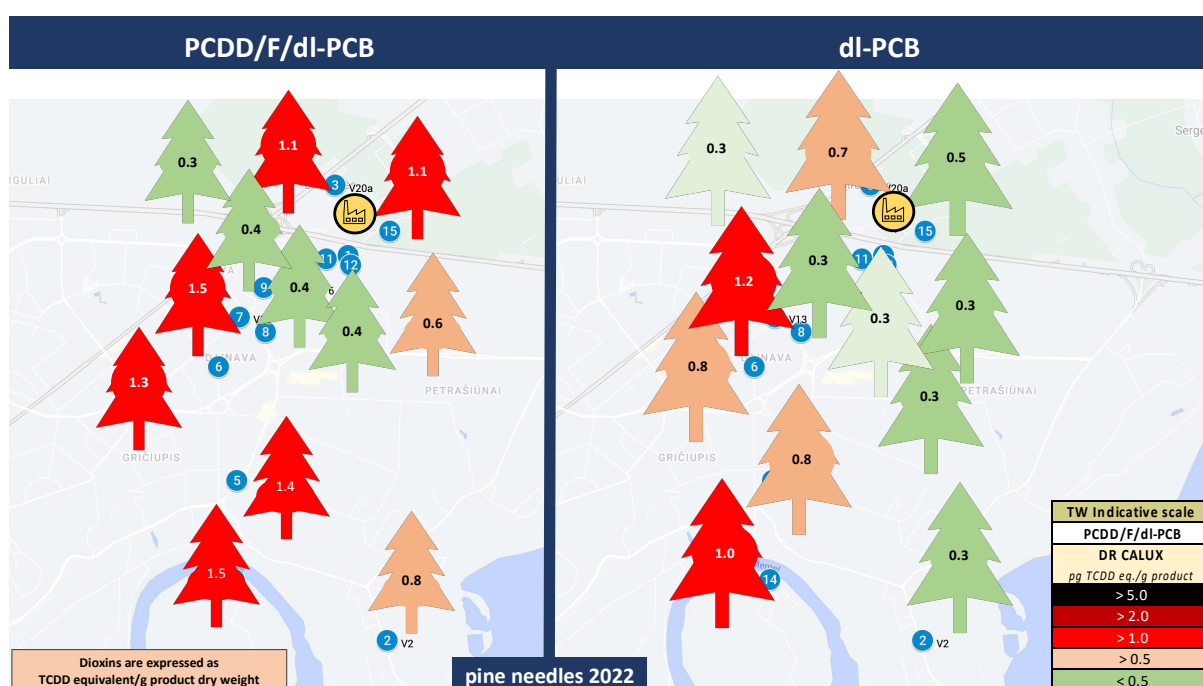 PCDD/F/dl-PCB
dl-PCB
0.3
1.1
1.1
3
V20a
15
0.4
11
1
12
1.5
9
0.4
6
7
8
0.4
0.6
DAINAVA
6
1.3
PETRAŠIŪNAI
GRIČIUPIS
5
1.4
1.5
0.8
2
V2
Dioxins are expressed as
TCDD equivalent/g product dry weight
pine needles 2022
0.3
0.7
0.5
Serge
ULIAI
V20a
15
0.3
11
1.2
V13
8
0.3
0.3
6
0.8
0.3
PETRAŠIŪNAI
GRIČIUPIS
0.8
1.0
14
0.3
2
V2
TW Indicative scale
PCDD/F/dl-PCB
DR CALUX
pg TCDD eq./g product
> 5.0
> 2.0
> 1.0
> 0.5
< 0.5